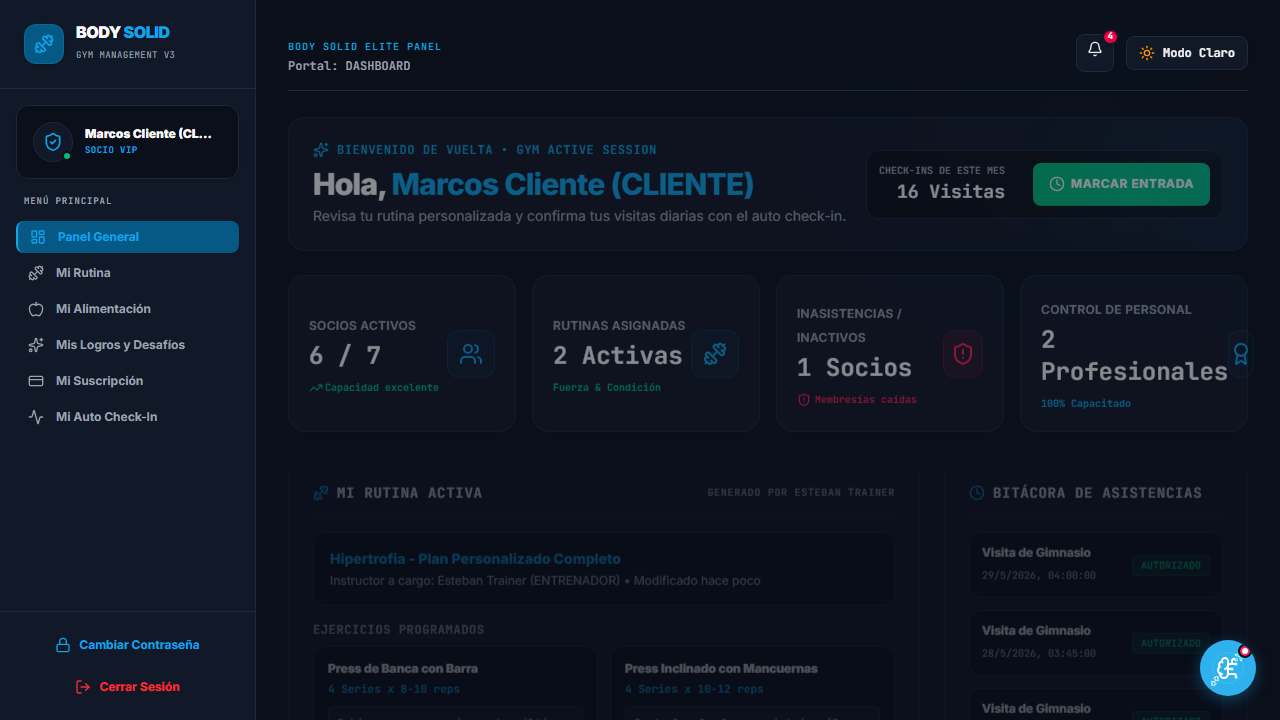 BODY SOLID
GYM MANAGEMENT V3
Marcos Cliente (CL...
SOCIO VIP
MENÚ PRINCIPAL
Panel General
Mi Rutina
Mi Alimentación
Mis Logros y Desafíos
Mi Suscripción
Mi Auto Check-In
Cambiar Contraseña
Cerrar Sesión
BODY SOLID ELITE PANEL
Portal: DASHBOARD
4
Modo Claro
BIENVENIDO DE VUELTA • GYM ACTIVE SESSION
Hola, Marcos Cliente (CLIENTE)
Revisa tu rutina personalizada y confirma tus visitas diarias con el auto check-in.
CHECK-INS DE ESTE MES
16 Visitas
MARCAR ENTRADA
SOCIOS ACTIVOS
6 / 7
Capacidad excelente
RUTINAS ASIGNADAS
2 Activas
Fuerza & Condición
INASISTENCIAS /
INACTIVOS
1 Socios
Membresías caídas
CONTROL DE PERSONAL
2
Profesionales
100% Capacitado
MI RUTINA ACTIVA
GENERADO POR ESTEBAN TRAINER
Hipertrofia - Plan Personalizado Completo
Instructor a cargo: Esteban Trainer (ENTRENADOR) • Modificado hace poco
EJERCICIOS PROGRAMADOS
Press de Banca con Barra
4 Series x 8-10 reps
Press Inclinado con Mancuernas
4 Series x 10-12 reps
BITÁCORA DE ASISTENCIAS
Visita de Gimnasio
29/5/2026, 04:00:00
AUTORIZADO
Visita de Gimnasio
28/5/2026, 03:45:00
AUTORIZADO
Visita de Gimnasio